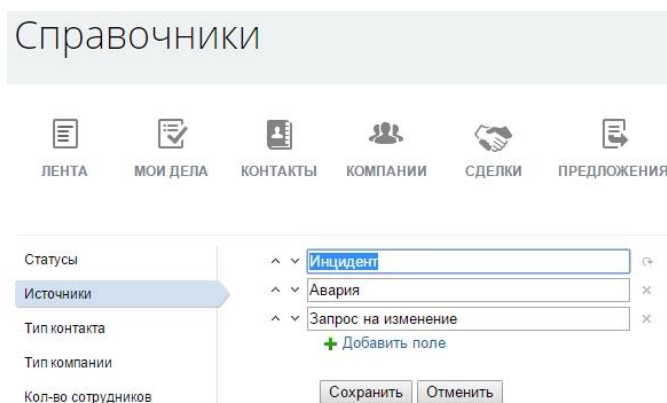 Справочники
ЛЕНТА МОИ ДЕЛА КОНТАКТЫ КОМПАНИИ СДЕЛКИ ПРЕДЛОЖЕНИЯ
Статусы
Источники
Тип контакта
Тип компании
Кол-во сотрудников
Инцидент
Авария
Запрос на изменение
Добавить поле
Сохранить Отменить